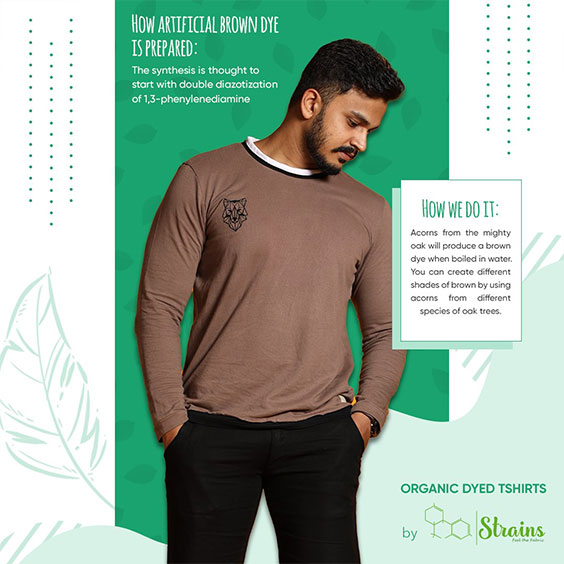 How artificial brown dye
is prepared:
The synthesis is thought to
start with double diazotization
of 1,3-phenylenediamine
How we do it:
Acorns from the mighty
oak will produce a brown
dye when boiled in water.
You can create different
shades of brown by using
acorns from different
species of oak trees.
ORGANIC DYED TSHIRTS
by
Strains
Feel the Fabric